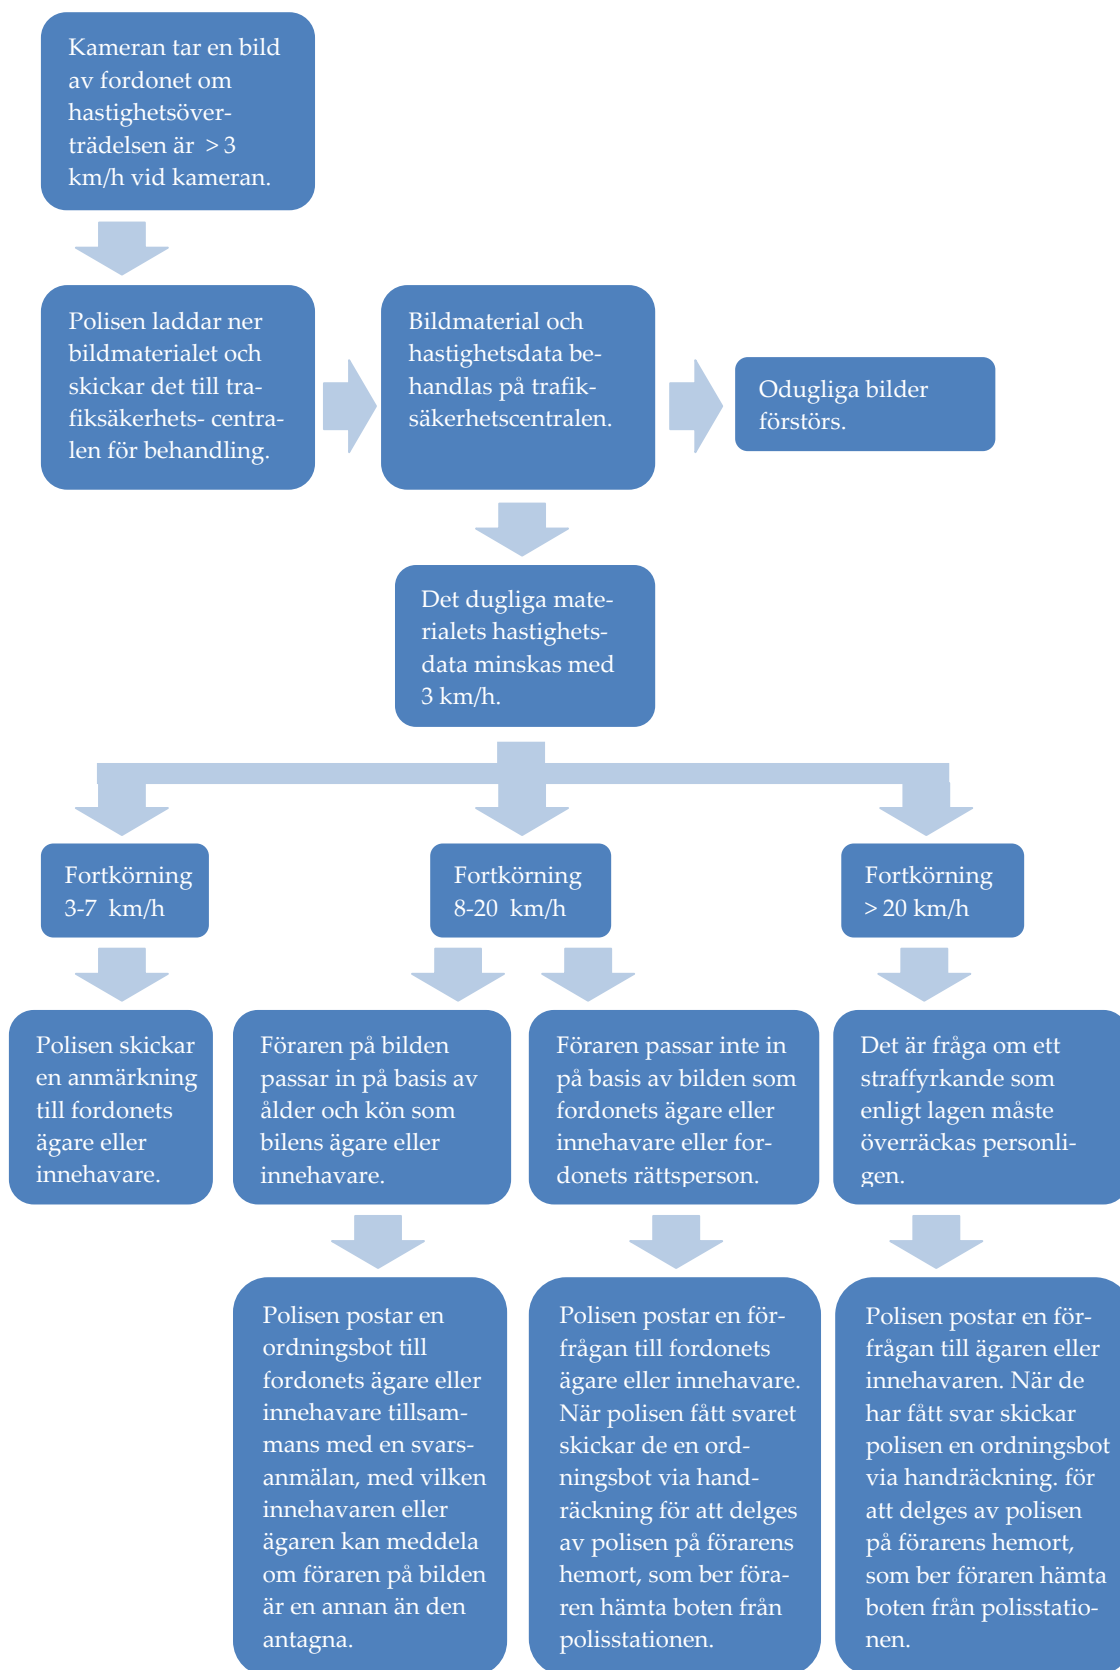 Kameran tar en bild
av fordonet om
hastighetsöver-
trädelsen är  > 3
km/h vid kameran.
Polisen laddar ner
bildmaterialet och
skickar det till tra-
fiksäkerhets- centra-
len för behandling.
Bildmaterial och
hastighetsdata be-
handlas på trafik-
säkerhetscentralen.
Odugliga bilder
förstörs.
Det dugliga mate-
rialets hastighets-
data minskas med
3 km/h.
Fortkörning
3-7  km/h
Fortkörning
8-20  km/h
Fortkörning
> 20 km/h
Polisen skickar
en anmärkning
till fordonets
ägare eller
innehavare.
Föraren på bilden
passar in på basis av
ålder och kön som
bilens ägare eller
innehavare.
Föraren passar inte in
på basis av bilden som
fordonets ägare eller
innehavare eller for-
donets rättsperson.
Det är fråga om ett
straffyrkande som
enligt lagen måste
överräckas personli-
gen.
Polisen postar en
ordningsbot till
fordonets ägare eller
innehavare tillsam-
mans med en svars-
anmälan, med vilken
innehavaren eller
ägaren kan meddela
om föraren på bilden
är en annan än den
antagna.
Polisen postar en för-
frågan till fordonets
ägare eller innehavare.
När polisen fått svaret
skickar de en ord-
ningsbot via hand-
räckning för att delges
av polisen på förarens
hemort, som ber föra-
ren hämta boten från
polisstationen.
Polisen postar en för-
frågan till ägaren eller
innehavaren. När de
har fått svar skickar
polisen en ordningsbot
via handräckning. för
att delges av polisen
på förarens hemort,
som ber föraren hämta
boten från polisstatio-
nen.